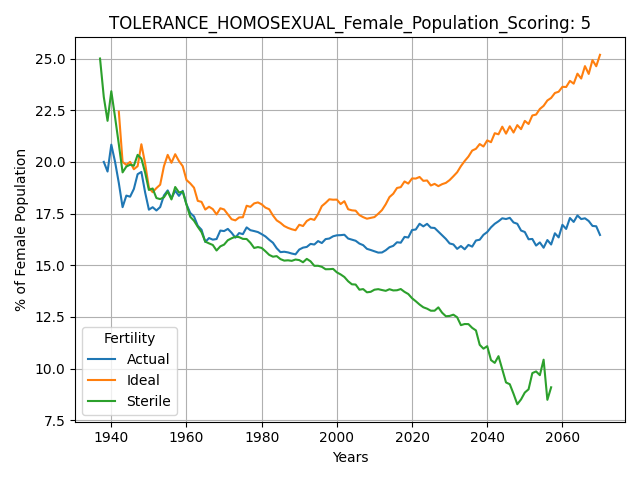 TOLERANCE_HOMOSEXUAL_Female_Population_Scoring: 5
25.0
22.5
20.0
17.5
15.0
12.5
10.0
7.5
% of Female Population
Fertility
Actual
Ideal
Sterile
1940 1960 1980 2000 2020 2040 2060
Years